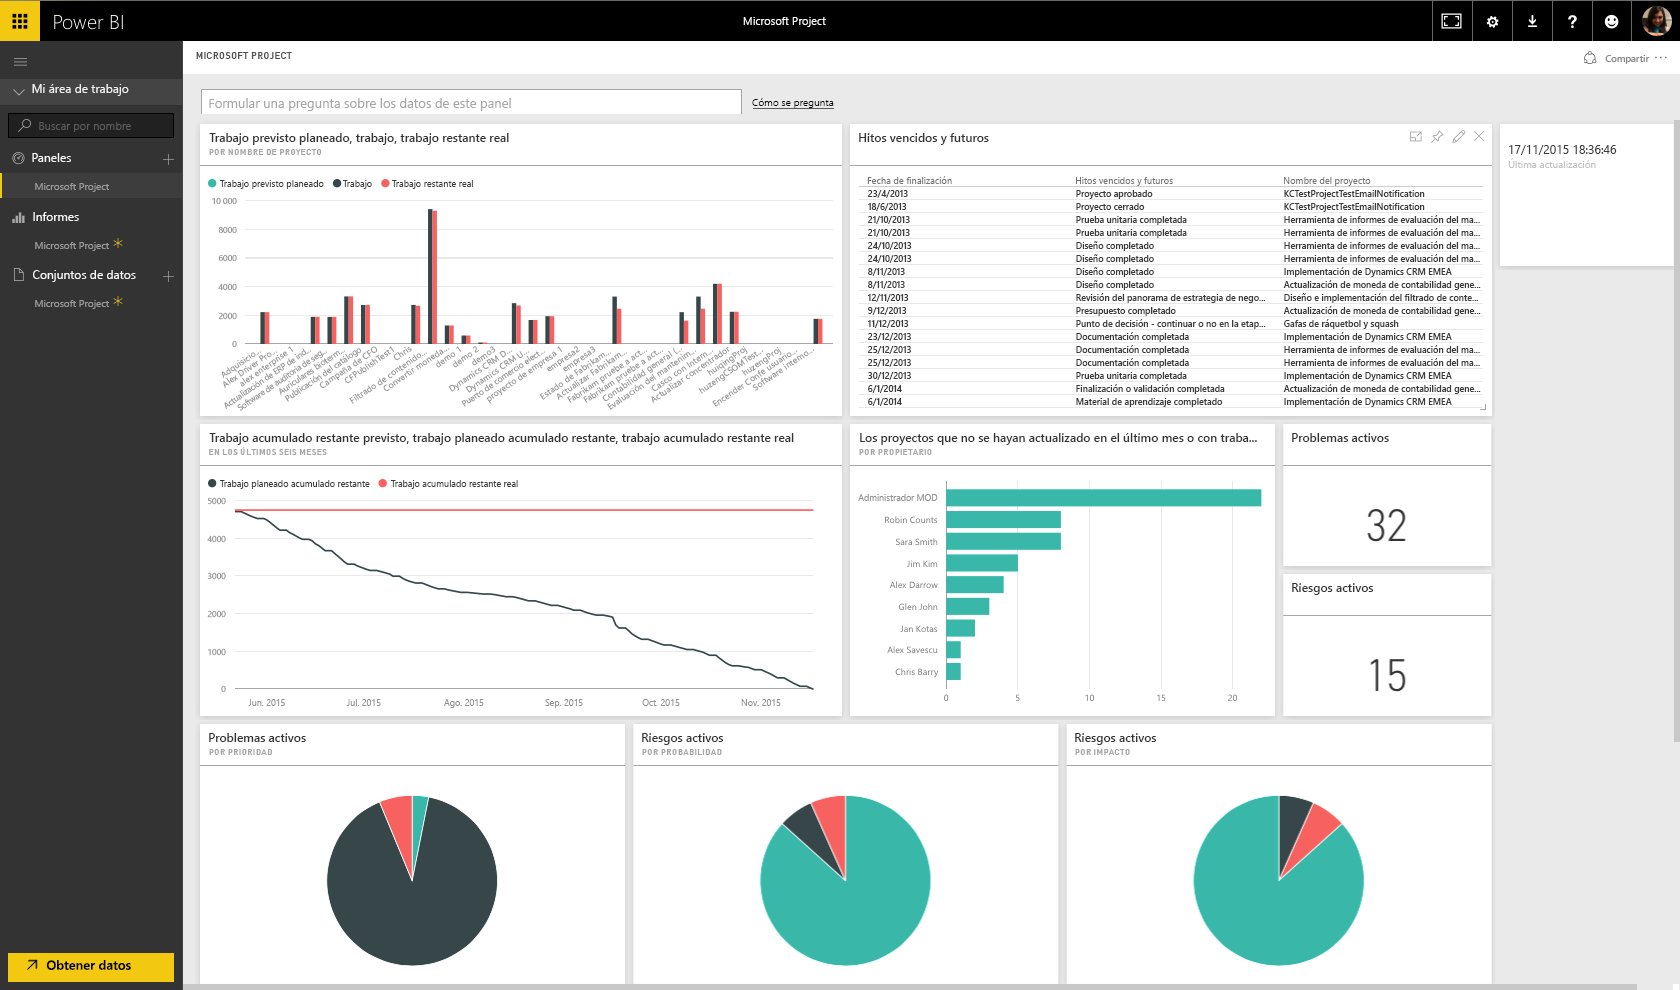 Power BI
Microsoft Project
MICROSOFT PROJECT
Compartir ...
Mi área de trabajo
Buscar por nombre
Paneles
Microsoft Project
Informes
Microsoft Project
Conjuntos de datos
Microsoft Project
Obtener datos
Formular una pregunta sobre los datos de este panel
Cómo se pregunta
Trabajo previsto planeado, trabajo, trabajo restante real
POR NOMBRE DE PROYECTO
Trabajo previsto planeado Trabajo Trabajo restante real
10 000
8000
6000
4000
2000
0
Adquisicio...
Alex Driver Pro...
alex enterprise 1
Actualización de ERP de ind...
Software de auditoría de seg...
Auriculares bioterm...
Publicación del catálogo
Campaña de CFO
CFPublishTest1
Chris
Filtrado de contenido...
Convertir moneda...
demo 1
demo 2
demo3
Dynamics CRM D...
Dynamics CRM U...
Puerto de comercio elect...
proyecto de empresa 1
empresa2
empresa3
Estado de Fabrikam...
Actualizar. Fabrikam...
Fabrikam prueba a act...
Fabrikam prueba a act...
Contabilidad general (...
Evaluación del mantenim...
Casco con Intern...
Actualizar concentrador
huiqingProj
huzengCSOMTest...
huzengProj
Encender Conte usuario...
Software interno...
Hitos vencidos y futuros
Fecha de finalización Hitos vencidos y futuros Nombre del proyecto
23/4/2013 Proyecto aprobado KCTestProjectTestEmailNotification
18/6/2013 Proyecto cerrado KCTestProjectTestEmailNotification
21/10/2013 Prueba unitaria completada Herramienta de informes de evaluación del ma...
21/10/2013 Prueba unitaria completada Herramienta de informes de evaluación del ma...
24/10/2013 Diseño completado Herramienta de informes de evaluación del ma...
24/10/2013 Diseño completado Herramienta de informes de evaluación del ma...
8/11/2013 Diseño completado Implementación de Dynamics CRM EMEA
8/11/2013 Diseño completado Actualización de moneda de contabilidad gene...
12/11/2013 Revisión del panorama de estrategia de nego... Diseño e implementación del filtrado de conte...
9/12/2013 Presupuesto completado Actualización de moneda de contabilidad gene...
11/12/2013 Punto de decisión - continuar o no en la etap... Gafas de ráquetbol y squash
23/12/2013 Documentación completada Implementación de Dynamics CRM EMEA
25/12/2013 Documentación completada Herramienta de informes de evaluación del ma...
25/12/2013 Documentación completada Herramienta de informes de evaluación del ma...
30/12/2013 Prueba unitaria completada Implementación de Dynamics CRM EMEA
6/1/2014 Finalización o validación completada Actualización de moneda de contabilidad gene...
6/1/2014 Material de aprendizaje completado Implementación de Dynamics CRM EMEA
17/11/2015 18:36:46
Última actualización
Trabajo acumulado restante previsto, trabajo planeado acumulado restante, trabajo acumulado restante real
EN LOS ÚLTIMOS SEIS MESES
Trabajo planeado acumulado restante Trabajo acumulado restante real
5000
4000
3000
2000
1000
0
Jun. 2015 Jul. 2015 Ago. 2015 Sep. 2015 Oct. 2015 Nov. 2015
Los proyectos que no se hayan actualizado en el último mes o con traba...
POR PROPIETARIO
Administrador MOD
Robin Counts
Sara Smith
Jim Kim
Alex Darrow
Glen John
Jan Kotas
Alex Savescu
Chris Barry
0 5 10 15 20
Problemas activos
32
Riesgos activos
15
Problemas activos
POR PRIORIDAD
Riesgos activos
POR PROBABILIDAD
Riesgos activos
POR IMPACTO